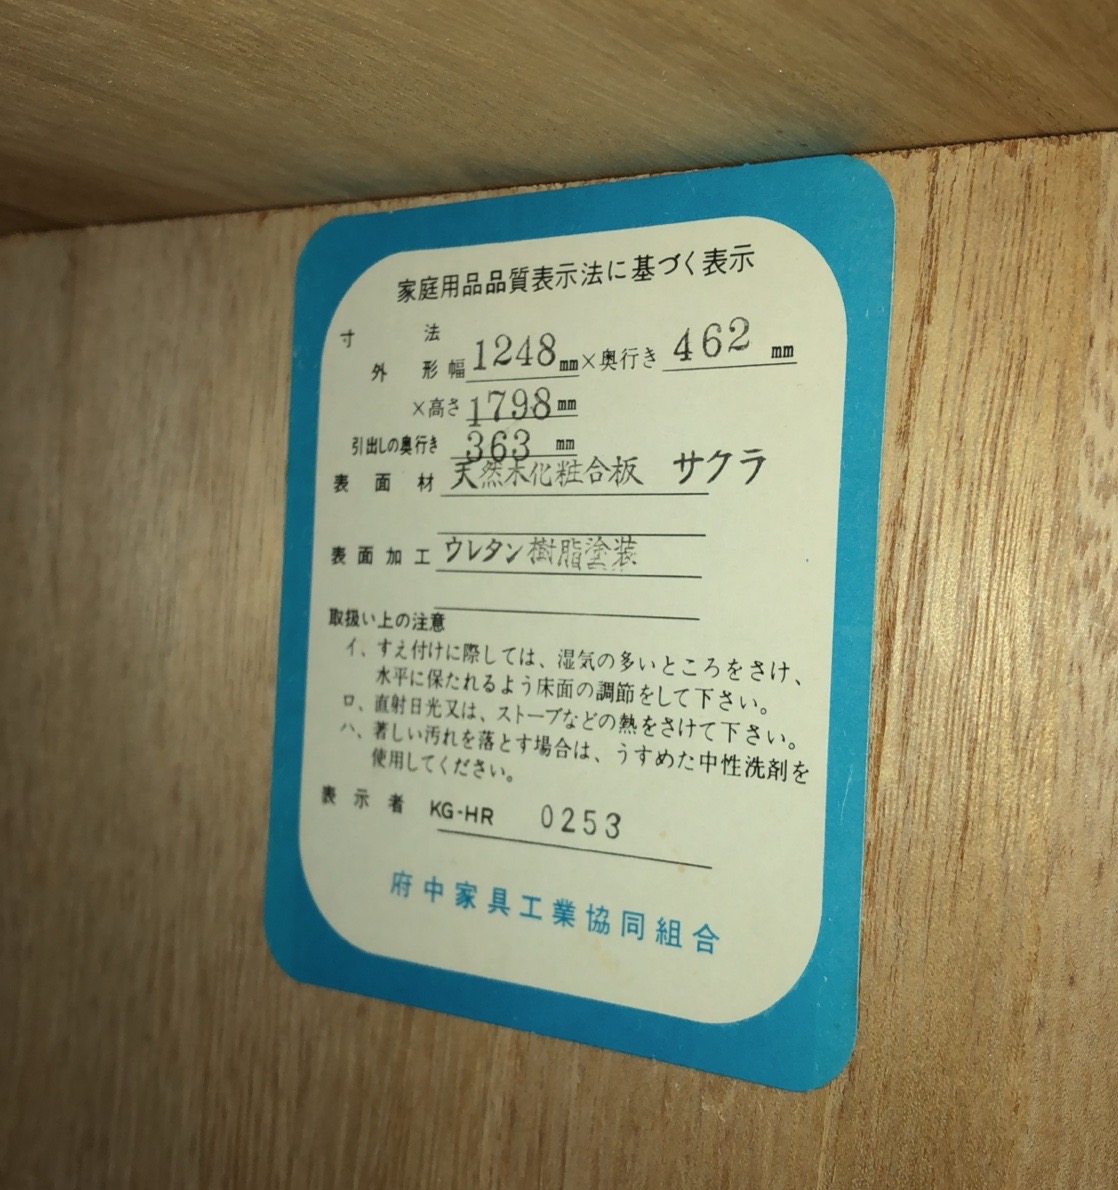 家庭用品品質表示法に基づく表示
寸法
外形幅 1248mm×奥行き 462 mm
×高さ 1798mm
引出しの奥行き 363 mm
表面材 天然木化粧合板 サクラ
表面加工 ウレタン樹脂塗装
取扱い上の注意
イ、すえ付けに際しては、湿気の多いところをさけ、
水平に保たれるよう床面の調節をして下さい。
ロ、直射日光又は、ストーブなどの熱をさけて下さい。
ハ、著しい汚れを落とす場合は、うすめた中性洗剤を
使用してください。
表示者 KG-HR 0253
府中家具工業協同組合